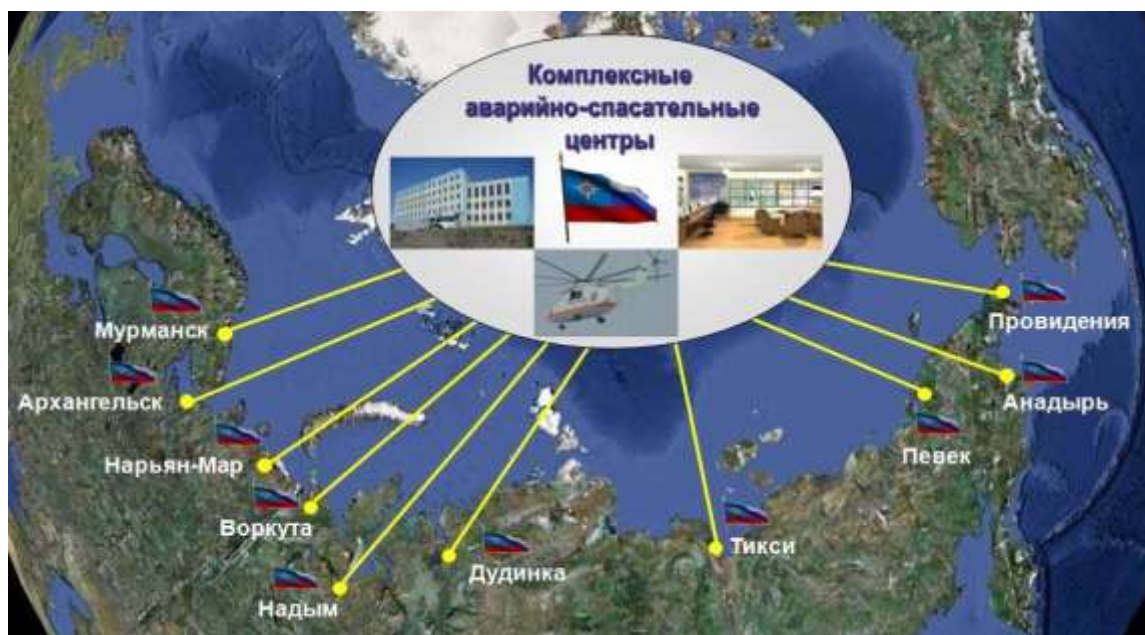 Комплексные
аварийно-спасательные
центры
Мурманск
Провидения
Архангельск
Анадырь
Нарьян-Мар
Певек
Воркута
Тикси
Дудинка
Надым